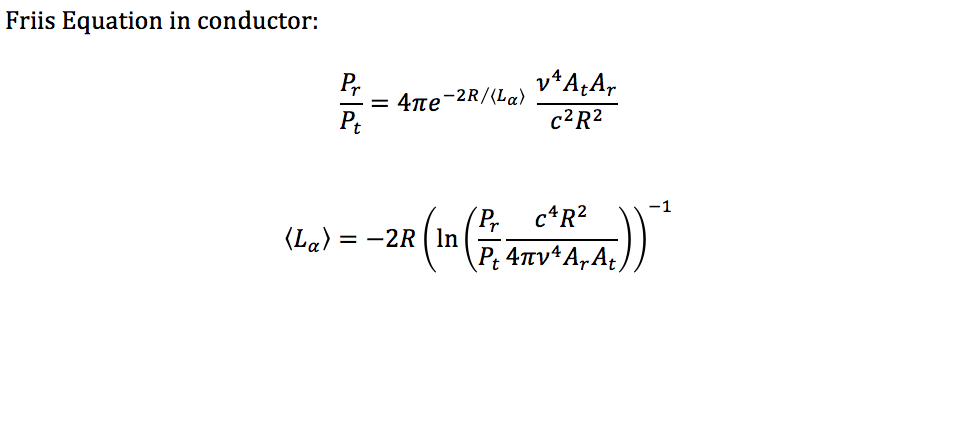 Friis Equation in conductor:
P_r/P_t = 4πe^{−2R/⟨L_α⟩} ν^4 A_t A_r / c^2 R^2
⟨L_α⟩ = −2R (ln (P_r/P_t c^4 R^2 / 4πν^4 A_r A_t))^{−1}